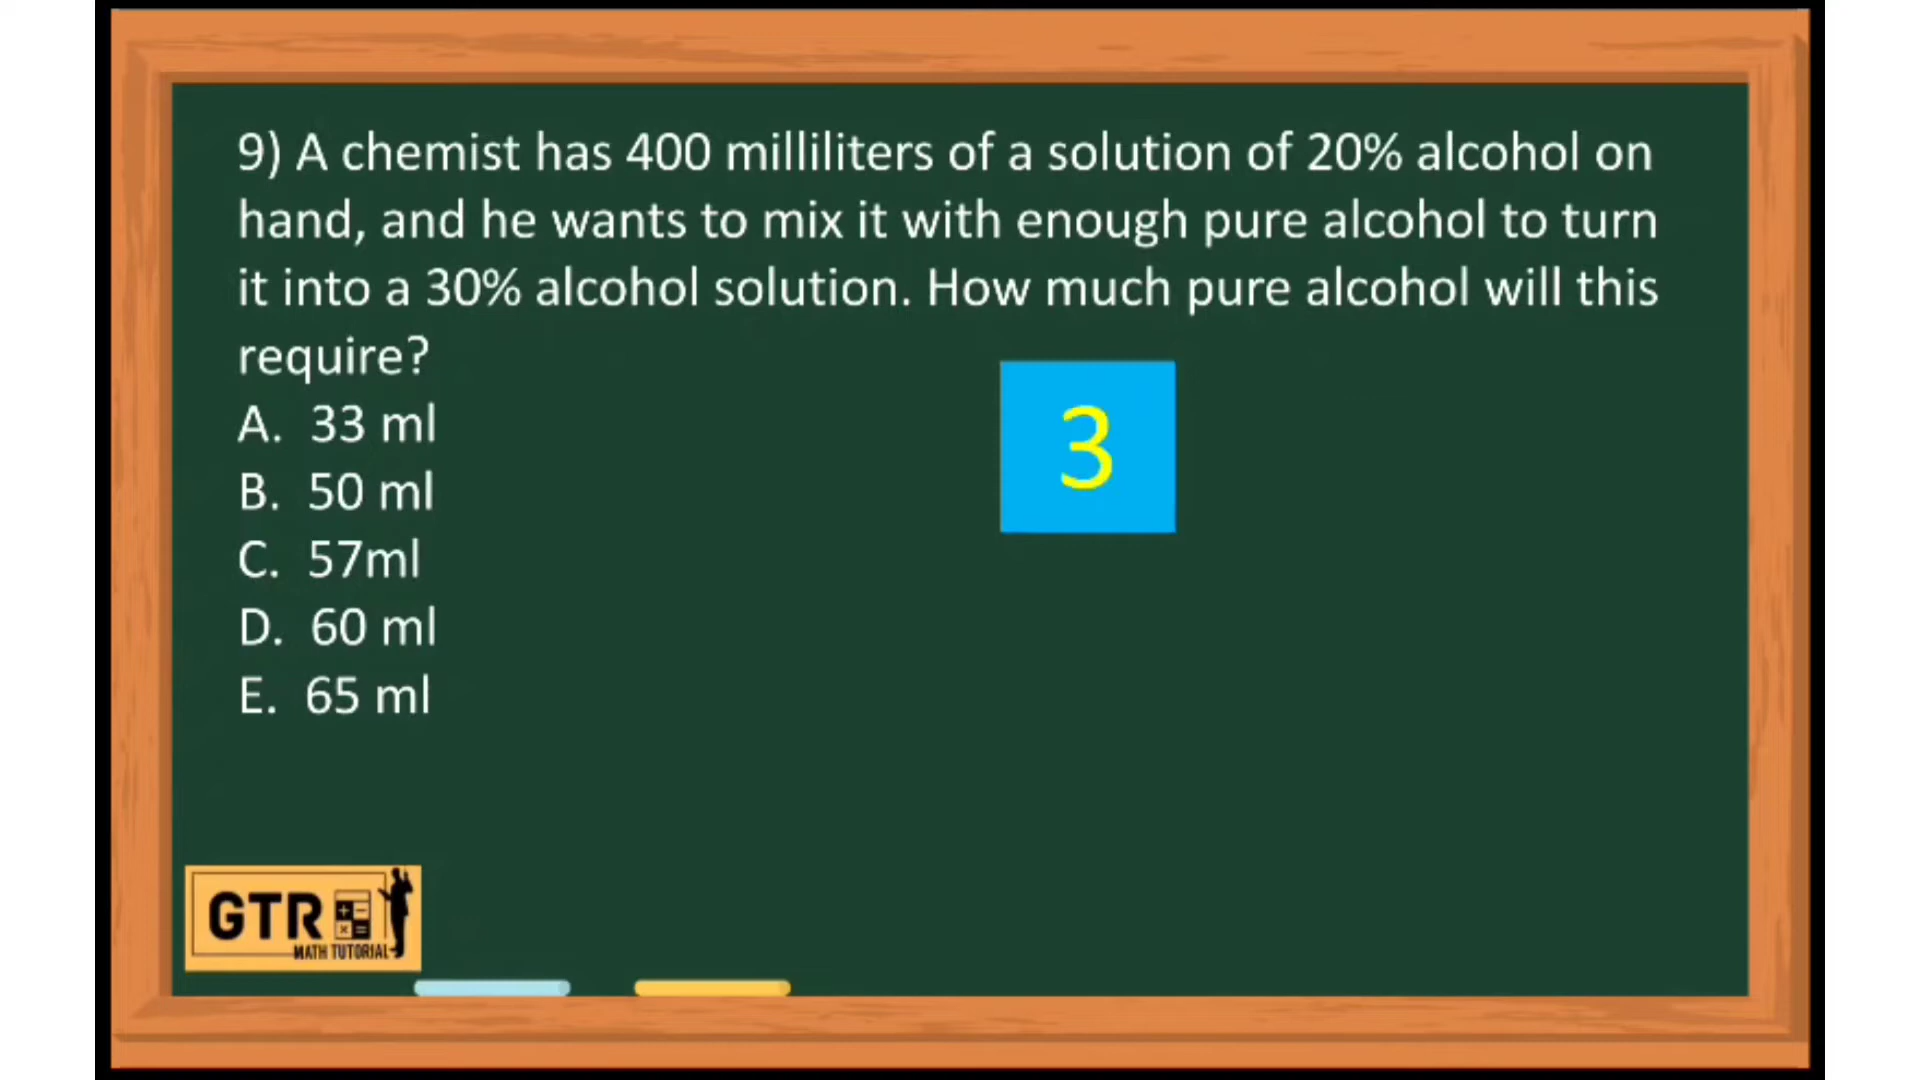 9) A chemist has 400 milliliters of a solution of 20% alcohol on
hand, and he wants to mix it with enough pure alcohol to turn
it into a 30% alcohol solution. How much pure alcohol will this
require?
A. 33 ml
B. 50 ml
C. 57ml
D. 60 ml
E. 65 ml
3
GTR
MATH TUTORIAL